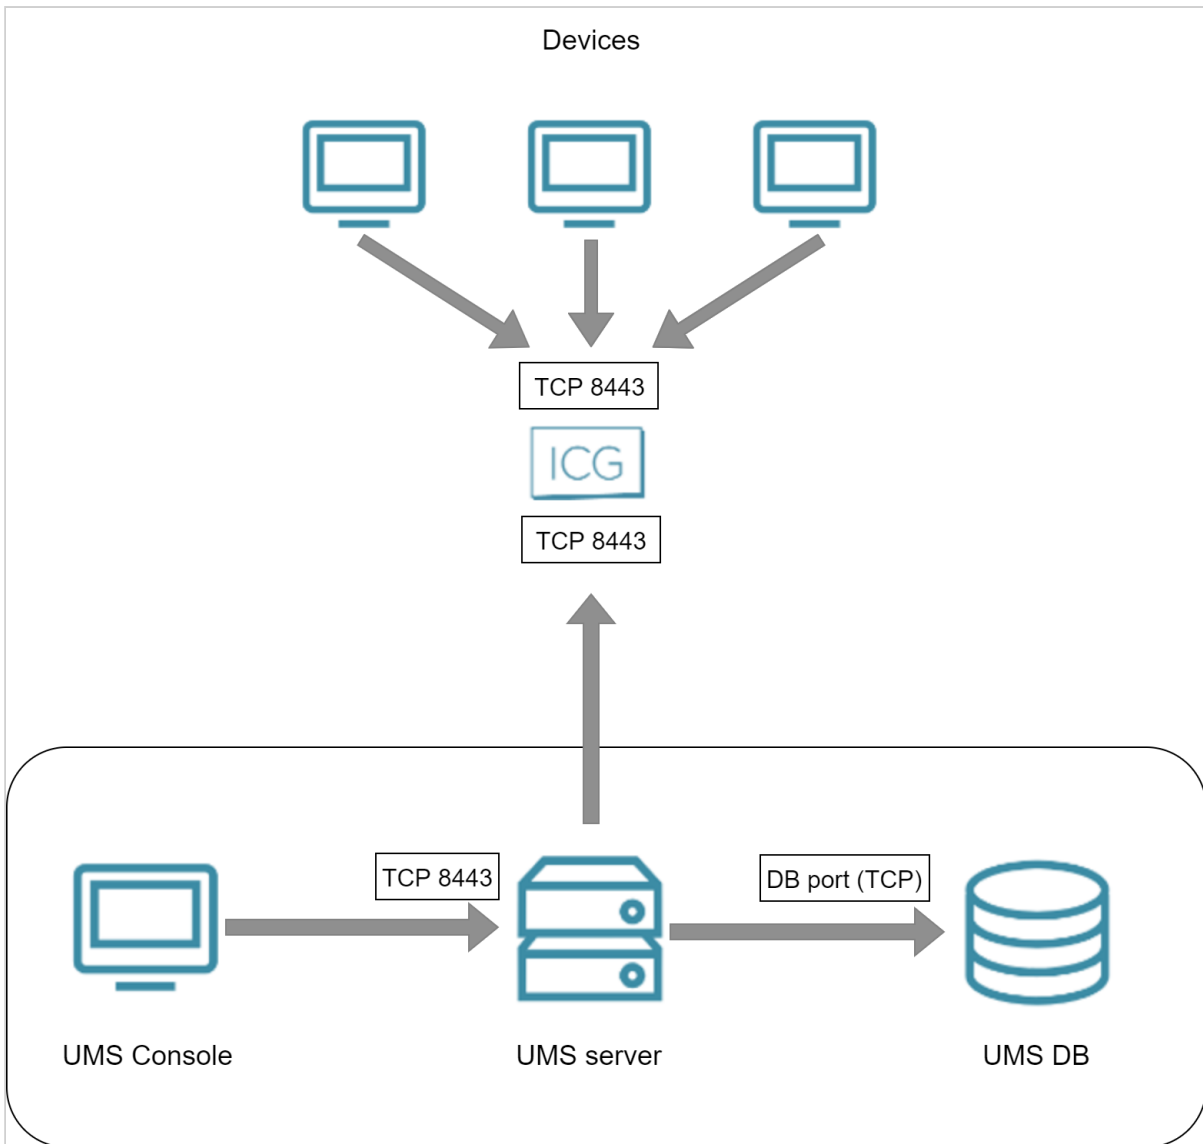 Devices
TCP 8443
ICG
TCP 8443
TCP 8443
DB port (TCP)
UMS Console
UMS server
UMS DB